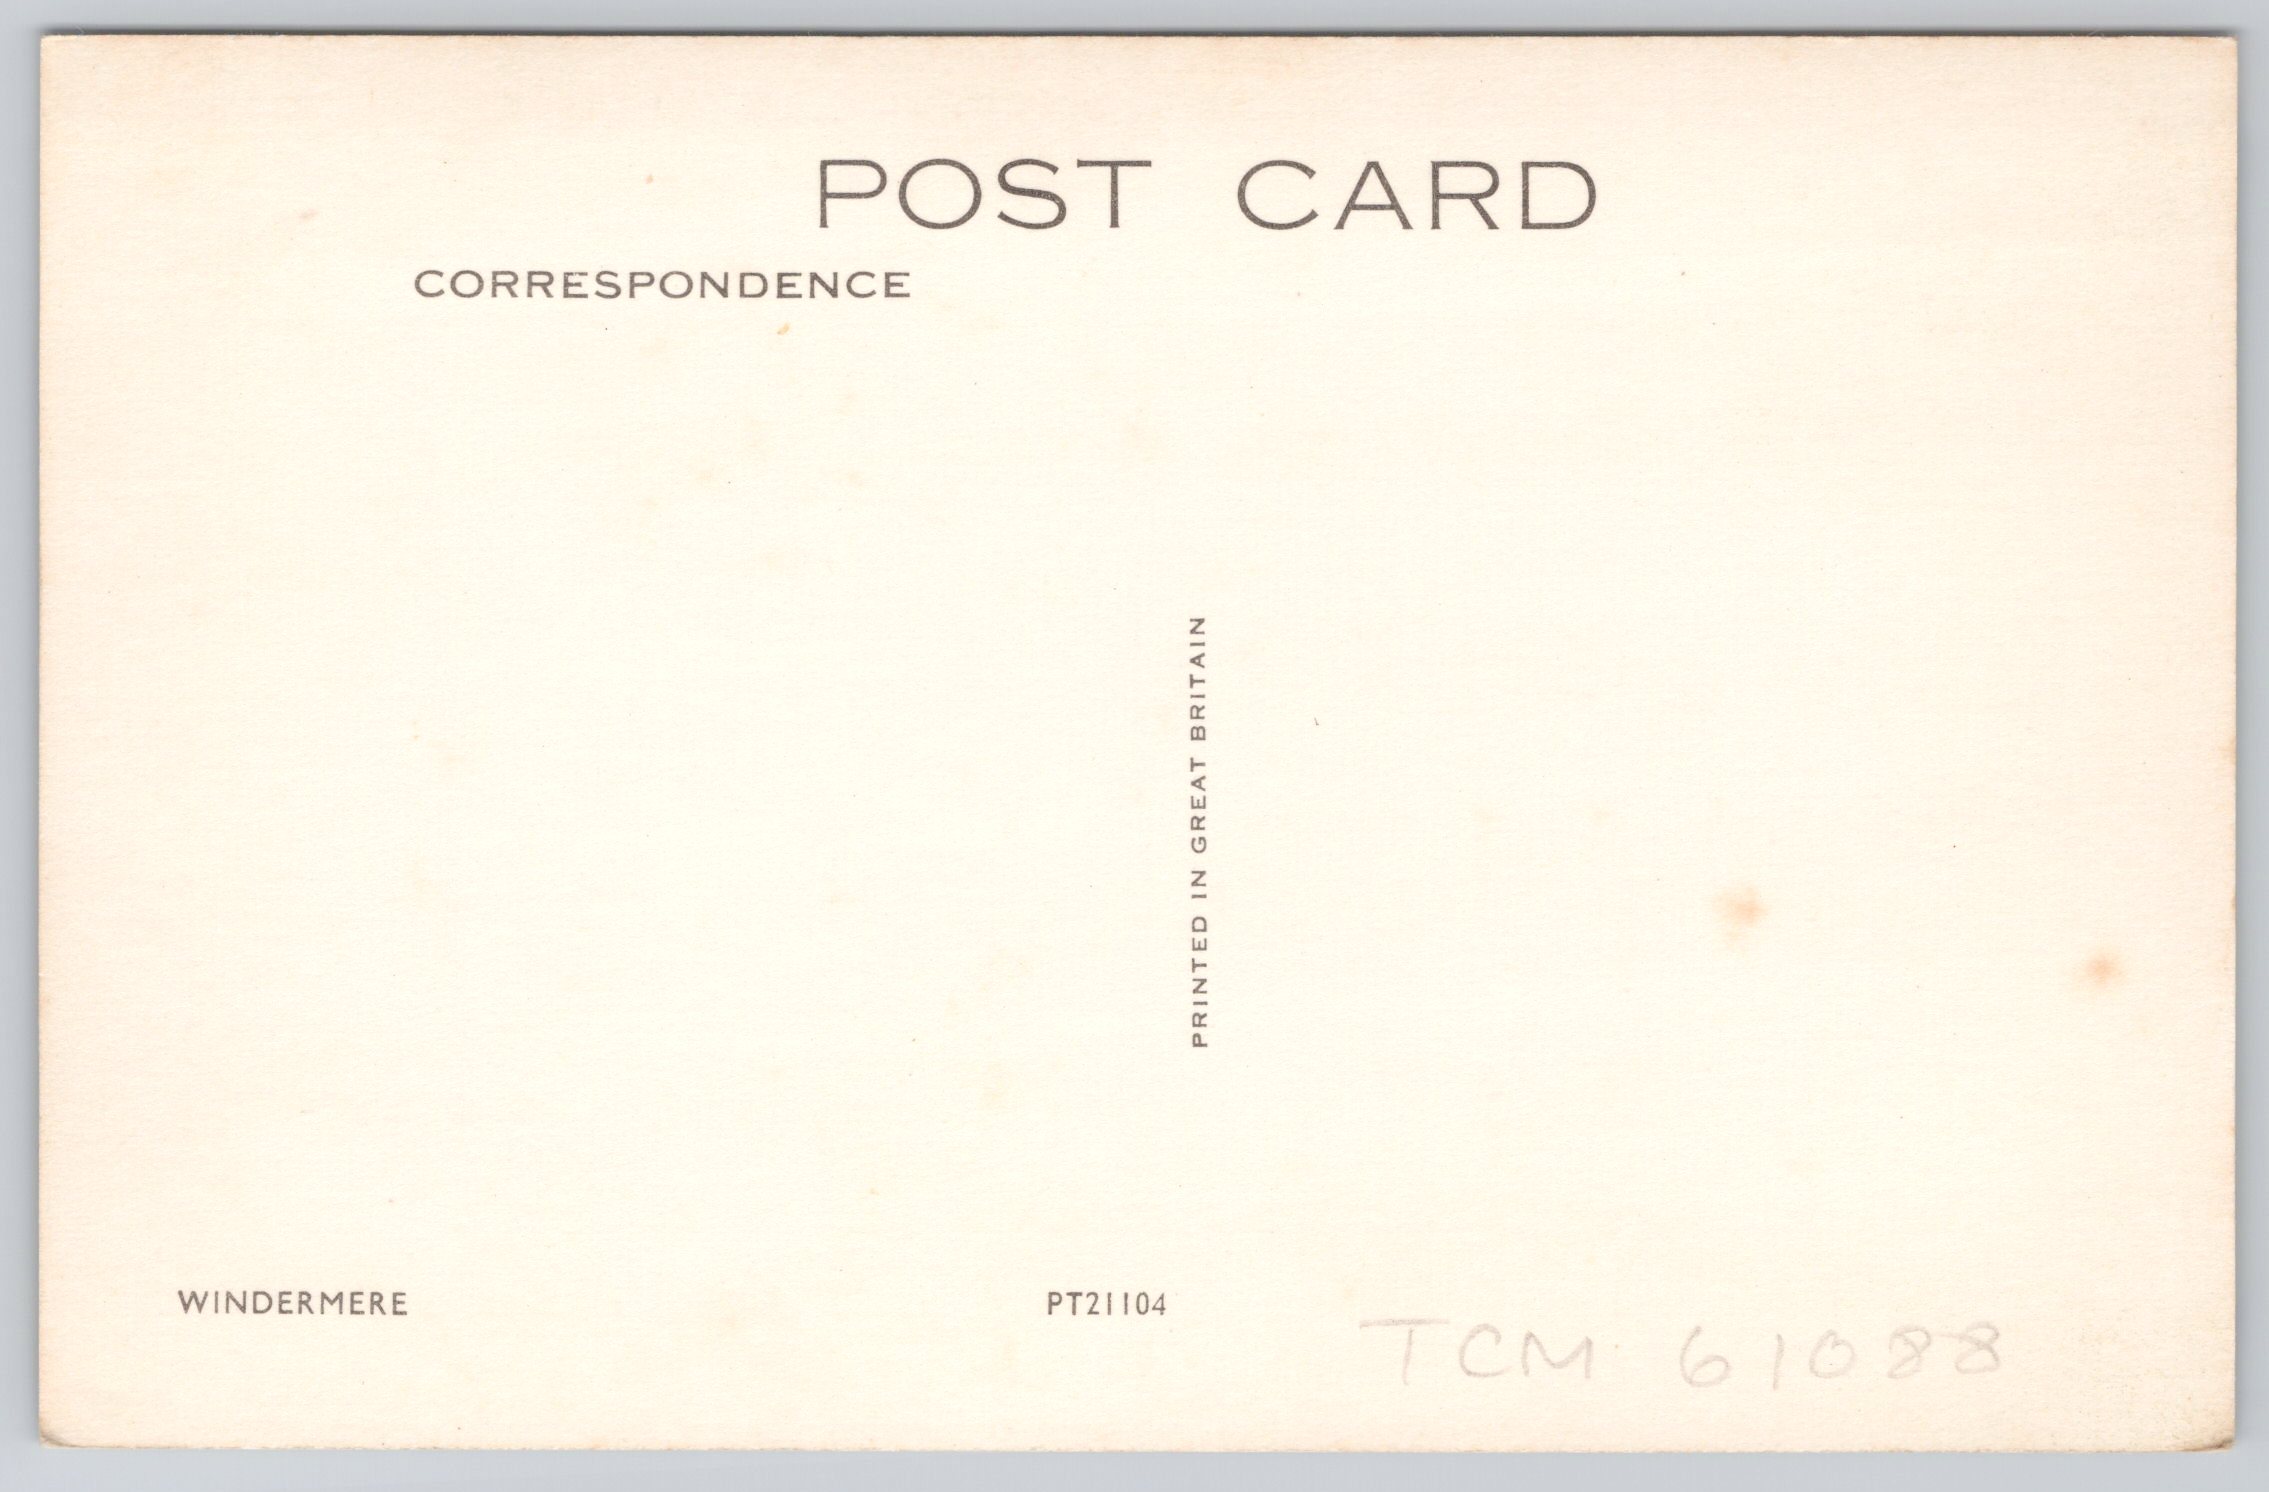 POST CARD
CORRESPONDENCE
PRINTED IN GREAT BRITAIN
WINDERMERE
PT21104
TCM 61088